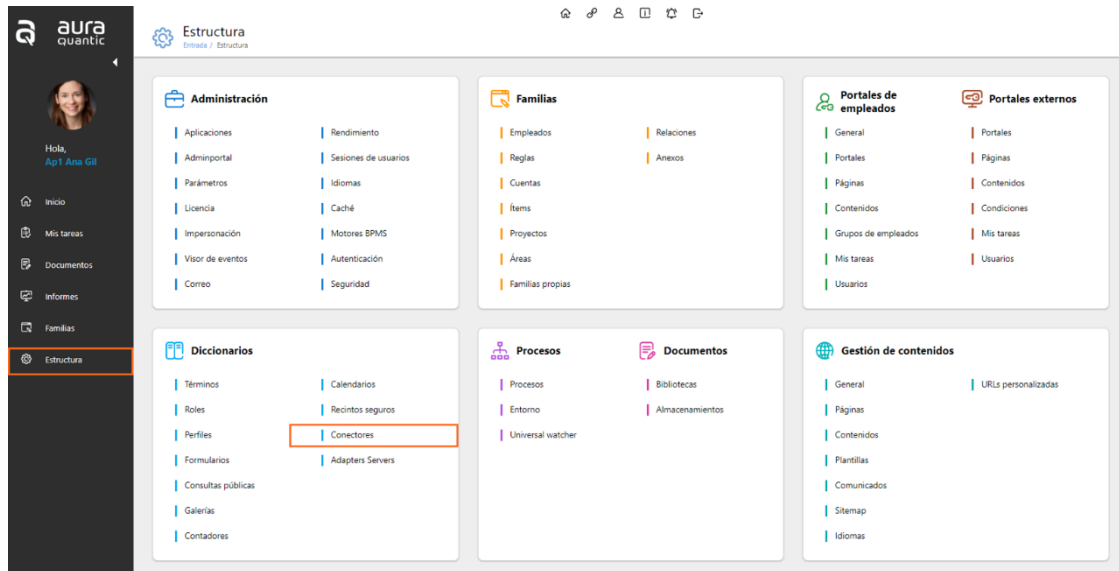 aura
quantic
Estructura
Entrada / Estructura
Hola,
Ap1 Ana Gil
Inicio
Mis tareas
Documentos
Informes
Familias
Estructura
Administración
Aplicaciones
Adminportal
Parámetros
Licencia
Impersonación
Visor de eventos
Correo
Rendimiento
Sesiones de usuarios
Idiomas
Caché
Motores BPMS
Autenticación
Seguridad
Familias
Empleados
Reglas
Cuentas
Ítems
Proyectos
Áreas
Familias propias
Relaciones
Anexos
Portales de
empleados
General
Portales
Páginas
Contenidos
Grupos de empleados
Mis tareas
Usuarios
Portales externos
Portales
Páginas
Contenidos
Condiciones
Mis tareas
Usuarios
Diccionarios
Términos
Roles
Perfiles
Formularios
Consultas públicas
Galerías
Contadores
Calendarios
Recintos seguros
Conectores
Adapters Servers
Procesos
Procesos
Entorno
Universal watcher
Documentos
Bibliotecas
Almacenamientos
Gestión de contenidos
General
Páginas
Contenidos
Plantillas
Comunicados
Sitemap
Idiomas
URLs personalizadas